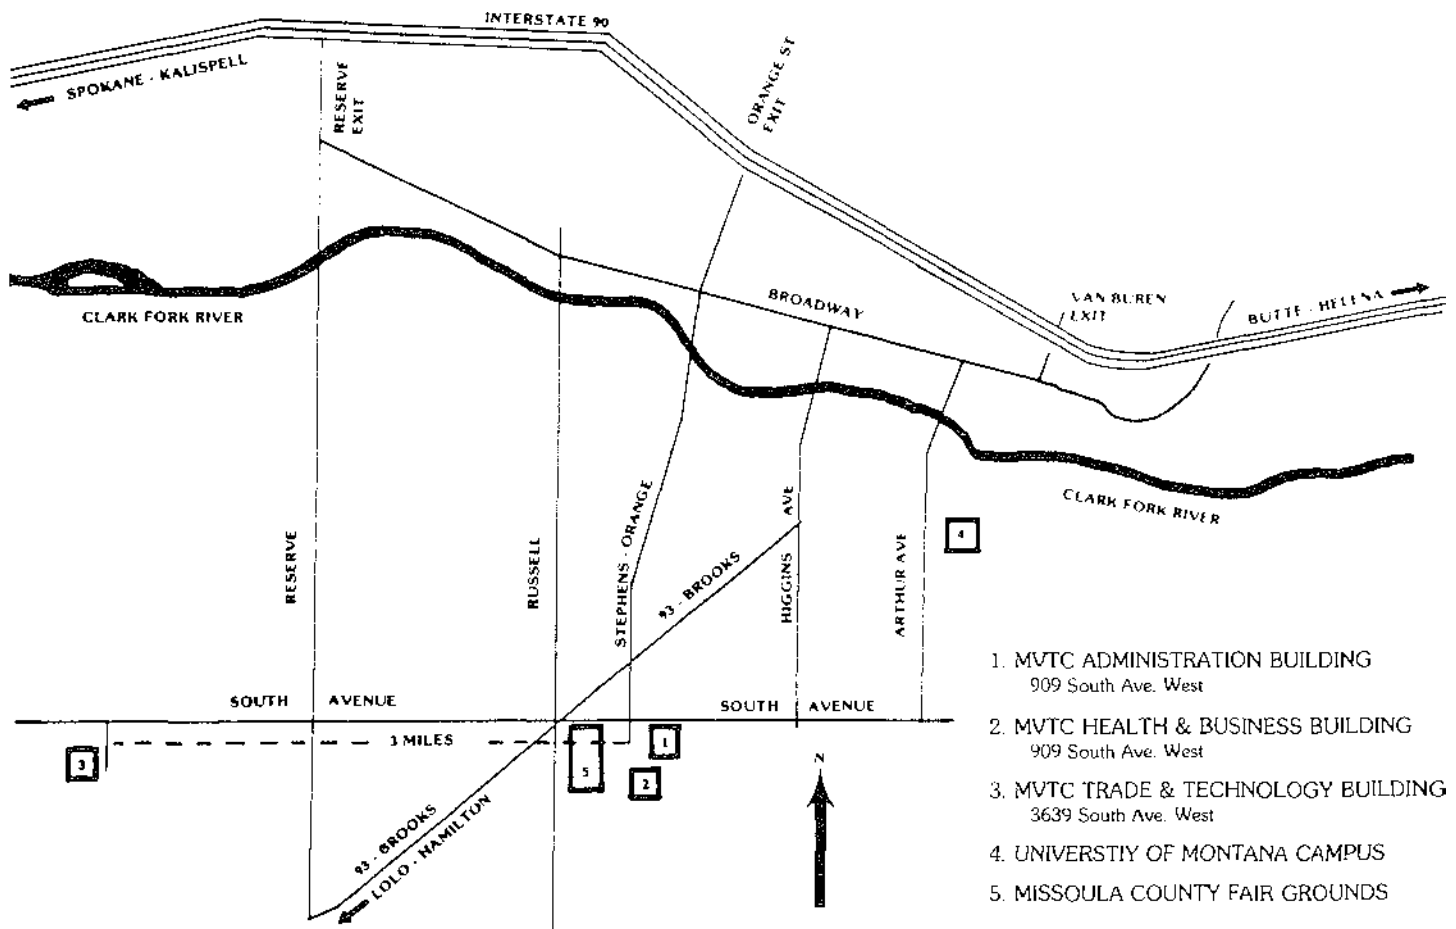 INTERSTATE 90
SPOKANE - KALISPELL
RESERVE
EXIT
ORANGE ST
EXIT
BROADWAY
VAN BUREN
EXIT
BUTTE - HELENA
CLARK FORK RIVER
CLARK FORK RIVER
RESERVE
RUSSELL
STEPHENS - ORANGE
93 - BROOKS
HIGGINS AVE
ARTHUR AVE
4
SOUTH AVENUE
SOUTH AVENUE
3 MILES
3
1
5
2
N
93 - BROOKS
LOLO - HAMILTON
1. MVTC ADMINISTRATION BUILDING
909 South Ave. West
2. MVTC HEALTH & BUSINESS BUILDING
909 South Ave. West
3. MVTC TRADE & TECHNOLOGY BUILDING
3639 South Ave. West
4. UNIVERSTIY OF MONTANA CAMPUS
5. MISSOULA COUNTY FAIR GROUNDS